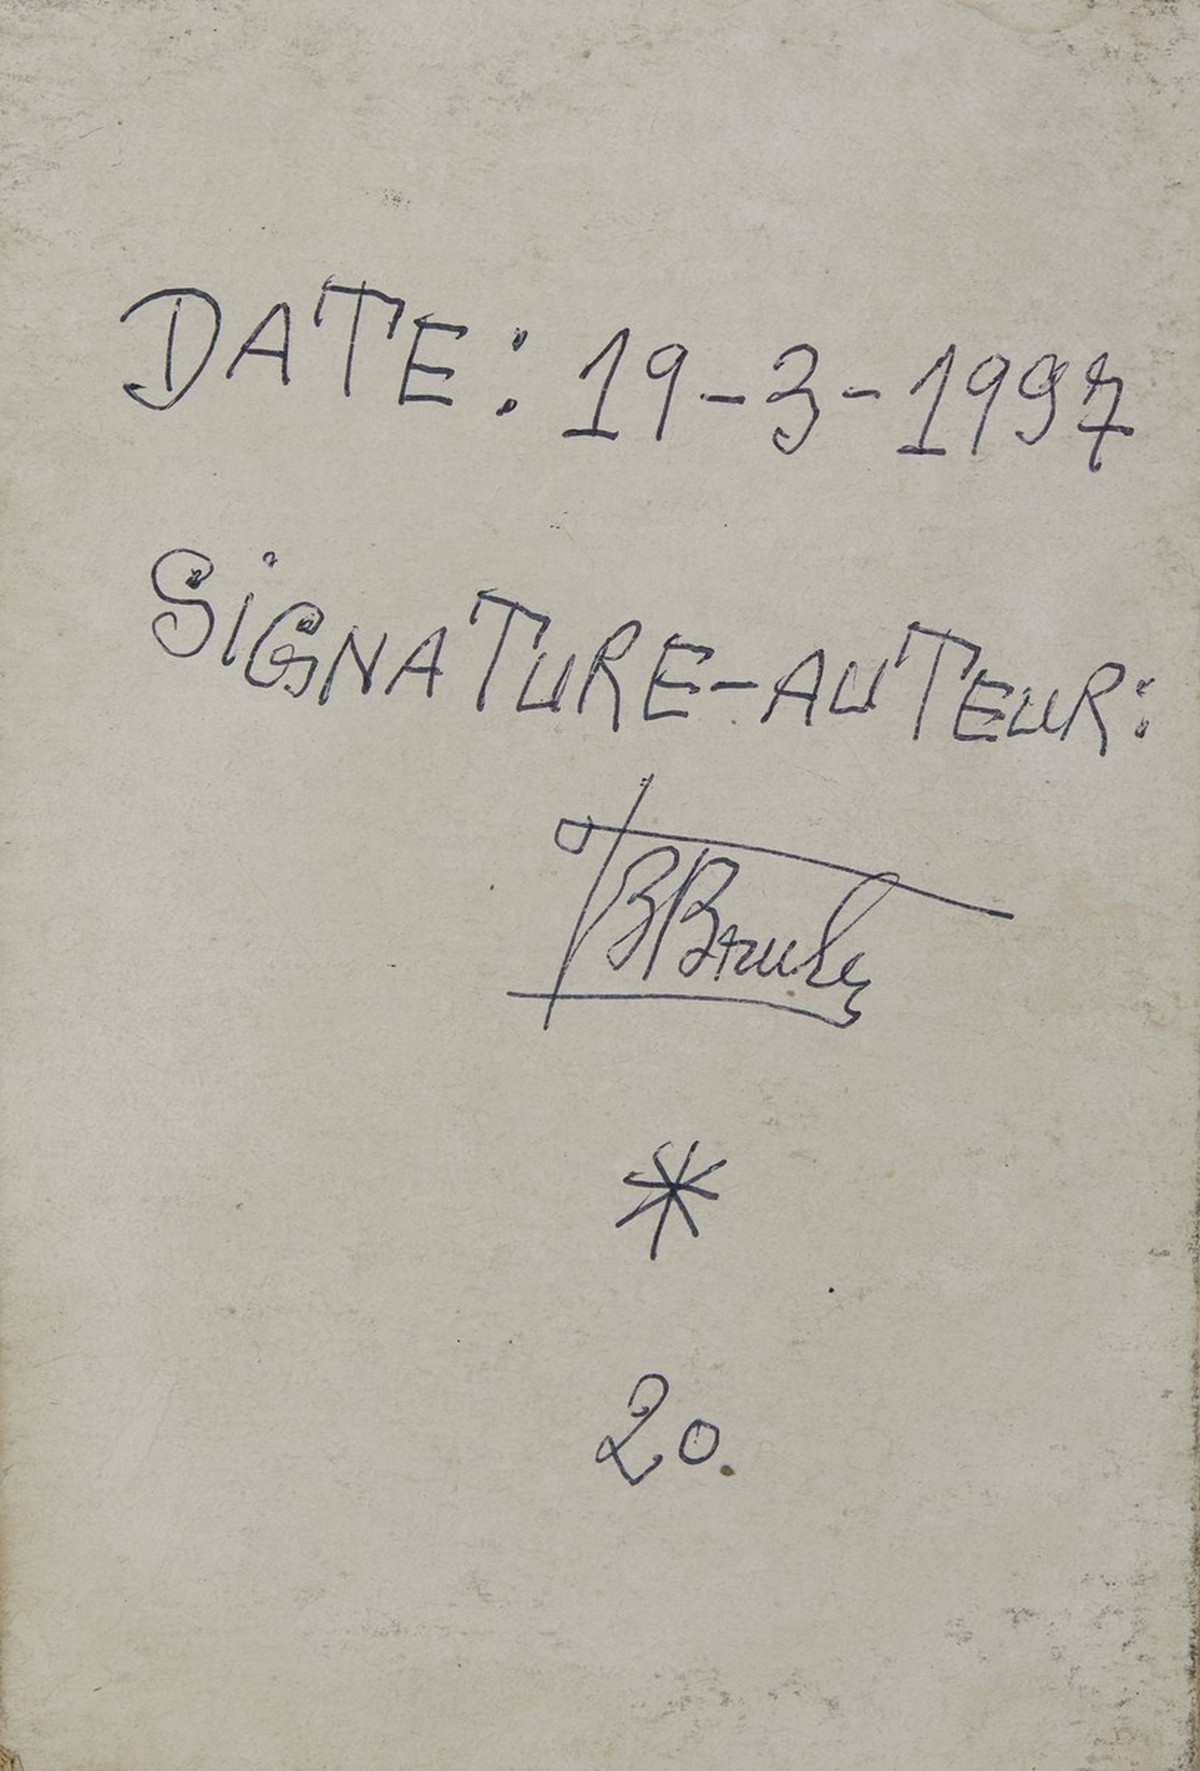 DATE: 19-3-1997
SiGNATURE-AUTEUR:
*
20.